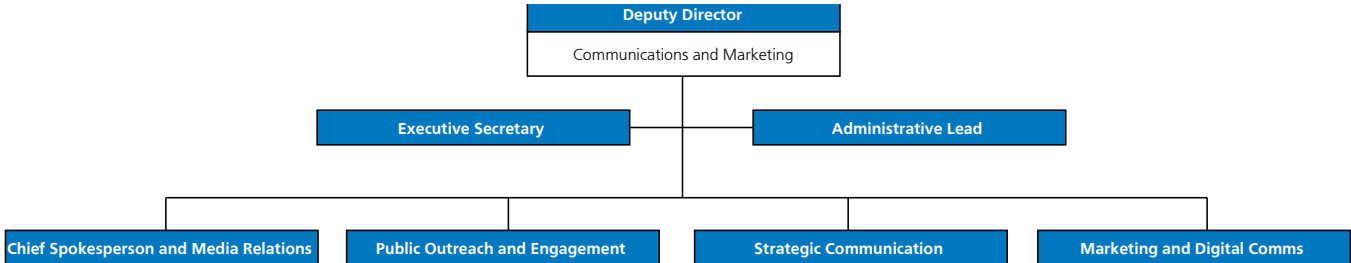 Deputy Director
Communications and Marketing
Executive Secretary
Administrative Lead
Chief Spokesperson and Media Relations
Public Outreach and Engagement
Strategic Communication
Marketing and Digital Comms